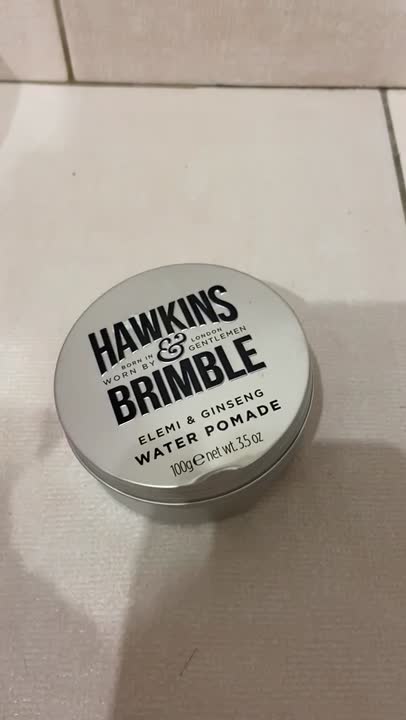 HAWKINS
BORN IN & LONDON
WORN BY GENTLEMEN
BRIMBLE
ELEMI & GINSENG
WATER POMADE
100g e net wt. 3.5 oz